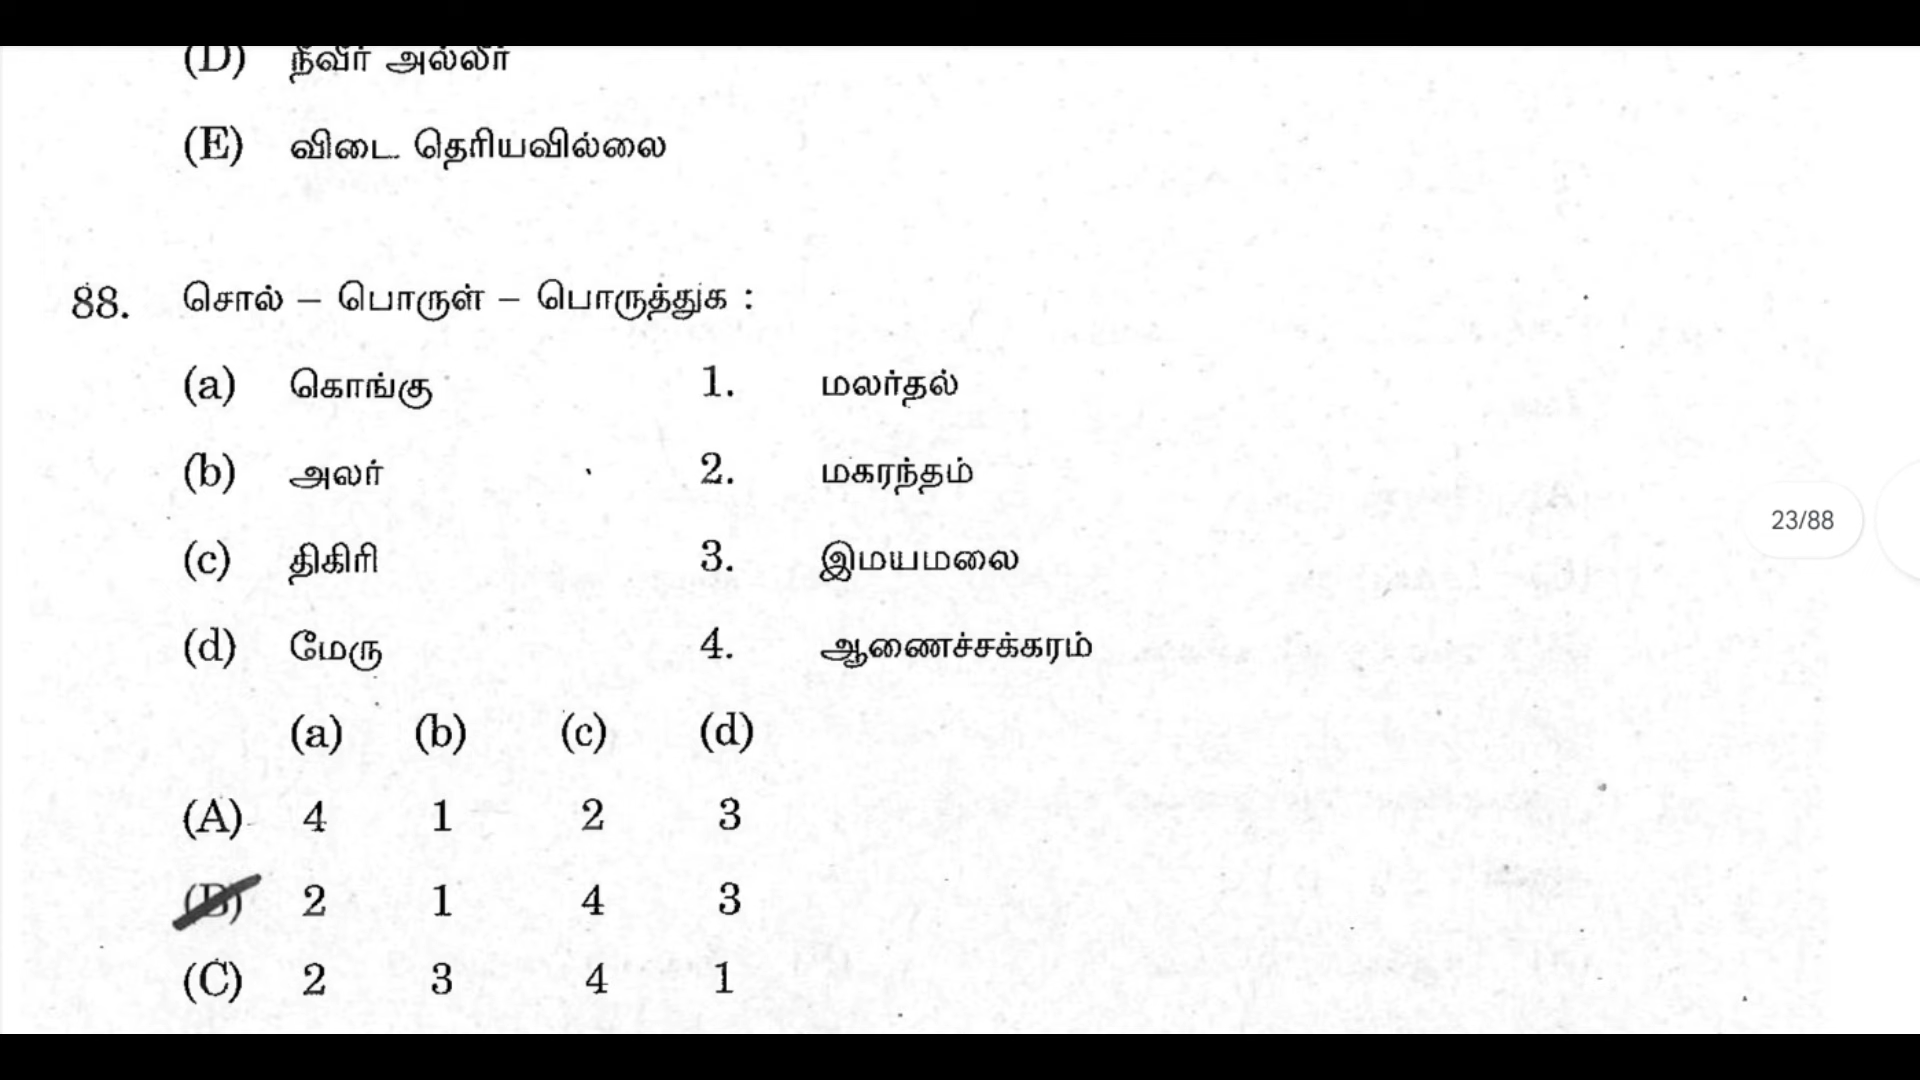 (D) நீவீர் அல்லீர்
(E) விடை தெரியவில்லை
88. சொல் – பொருள் – பொருத்துக :
(a) கொங்கு 1. மலர்தல்
(b) அலர் 2. மகரந்தம்
(c) திகிரி 3. இமயமலை
(d) மேரு 4. ஆணைச்சக்கரம்
(a) (b) (c) (d)
(A) 4 1 2 3
(B) 2 1 4 3
(C) 2 3 4 1
23/88